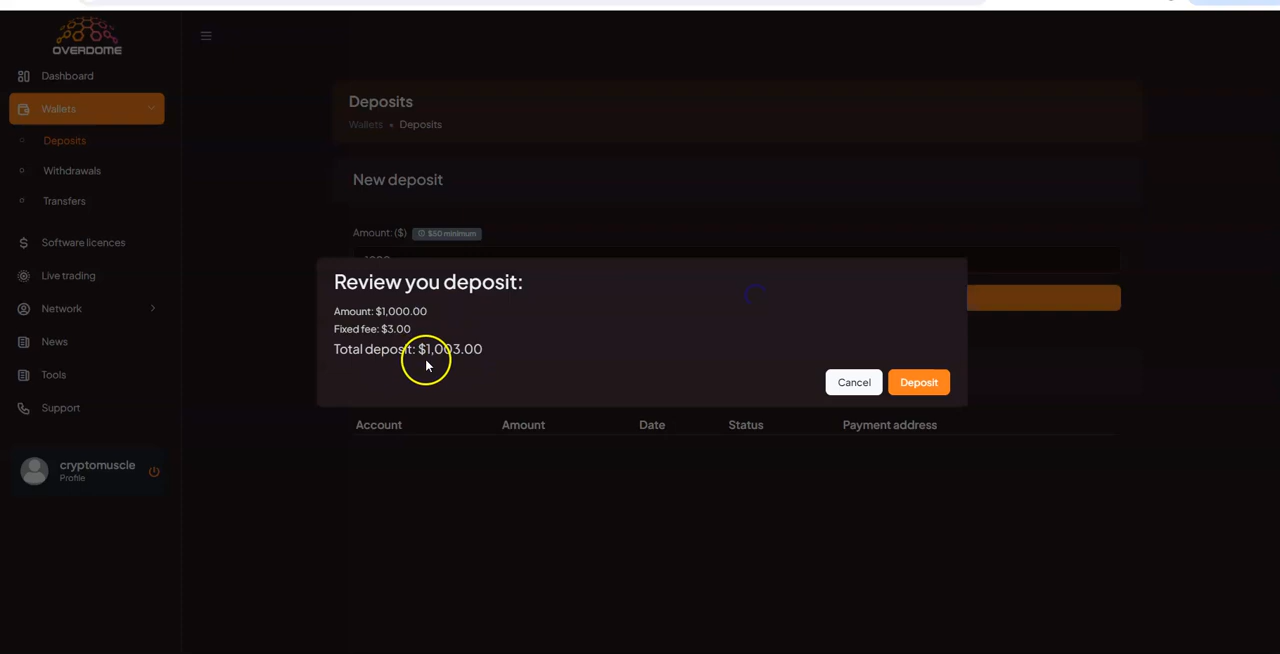 OVERDOME
Dashboard
Wallets
Deposits
Withdrawals
Transfers
Software licences
Live trading
Network
News
Tools
Support
cryptomuscle
Profile
Deposits
Wallets • Deposits
New deposit
Amount: ($) $50 minimum
Review you deposit:
Amount: $1,000.00
Fixed fee: $3.00
Total deposit: $1,003.00
Cancel Deposit
Account Amount Date Status Payment address